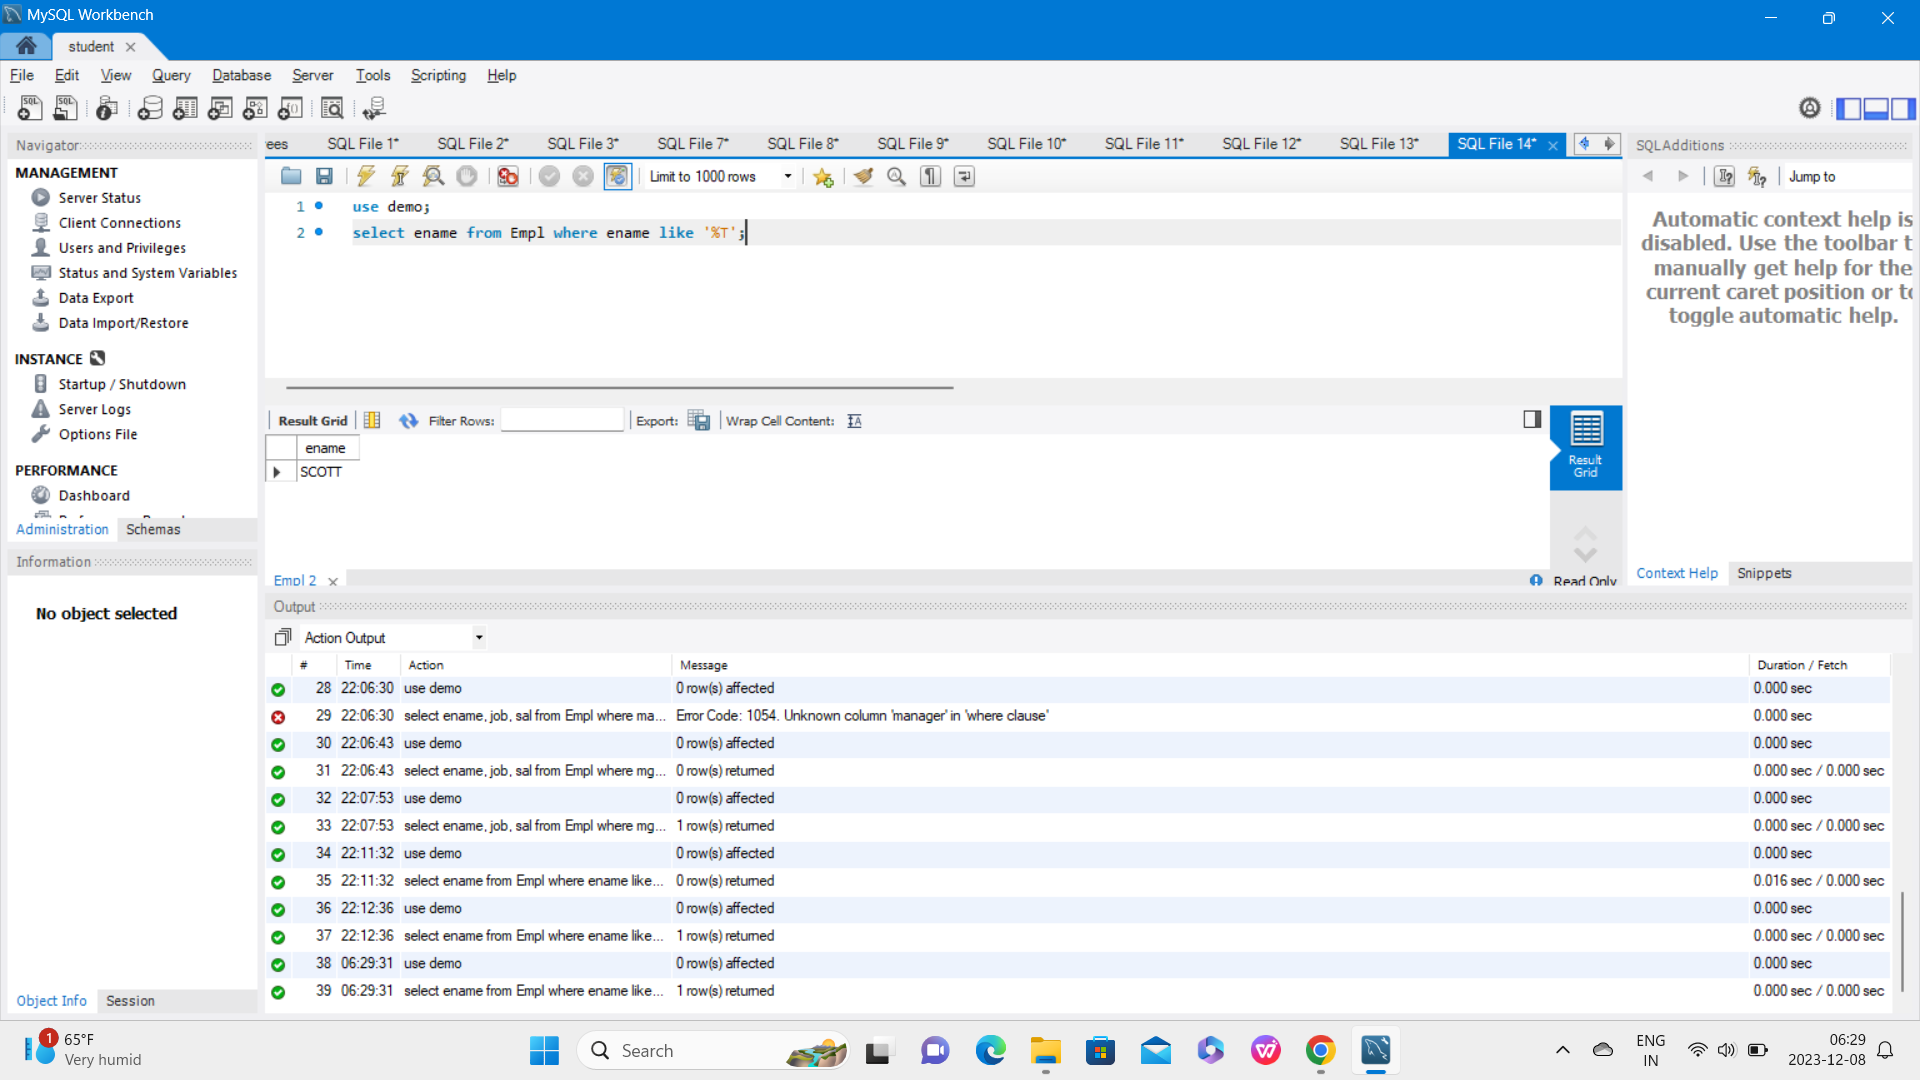 MySQL Workbench
student
File Edit View Query Database Server Tools Scripting Help
Navigator
MANAGEMENT
Server Status
Client Connections
Users and Privileges
Status and System Variables
Data Export
Data Import/Restore
INSTANCE
Startup / Shutdown
Server Logs
Options File
PERFORMANCE
Dashboard
Administration Schemas
Information
No object selected
Object Info Session
ees SQL File 1* SQL File 2* SQL File 3* SQL File 7* SQL File 8* SQL File 9* SQL File 10* SQL File 11* SQL File 12* SQL File 13* SQL File 14*
Limit to 1000 rows
1 use demo;
2 select ename from Empl where ename like '%T';
Result Grid Filter Rows: Export: Wrap Cell Content:
ename
SCOTT
Result
Grid
Empl 2 Read Only
SQLAdditions
Jump to
Automatic context help is
disabled. Use the toolbar t
manually get help for the
current caret position or to
toggle automatic help.
Context Help Snippets
Output
Action Output
# Time Action Message Duration / Fetch
28 22:06:30 use demo 0 row(s) affected 0.000 sec
29 22:06:30 select ename, job, sal from Empl where ma... Error Code: 1054. Unknown column 'manager' in 'where clause' 0.000 sec
30 22:06:43 use demo 0 row(s) affected 0.000 sec
31 22:06:43 select ename, job, sal from Empl where mg... 0 row(s) returned 0.000 sec / 0.000 sec
32 22:07:53 use demo 0 row(s) affected 0.000 sec
33 22:07:53 select ename, job, sal from Empl where mg... 1 row(s) returned 0.000 sec / 0.000 sec
34 22:11:32 use demo 0 row(s) affected 0.000 sec
35 22:11:32 select ename from Empl where ename like... 0 row(s) returned 0.016 sec / 0.000 sec
36 22:12:36 use demo 0 row(s) affected 0.000 sec
37 22:12:36 select ename from Empl where ename like... 1 row(s) returned 0.000 sec / 0.000 sec
38 06:29:31 use demo 0 row(s) affected 0.000 sec
39 06:29:31 select ename from Empl where ename like... 1 row(s) returned 0.000 sec / 0.000 sec
1
65°F
Very humid
Search
ENG
IN
06:29
2023-12-08